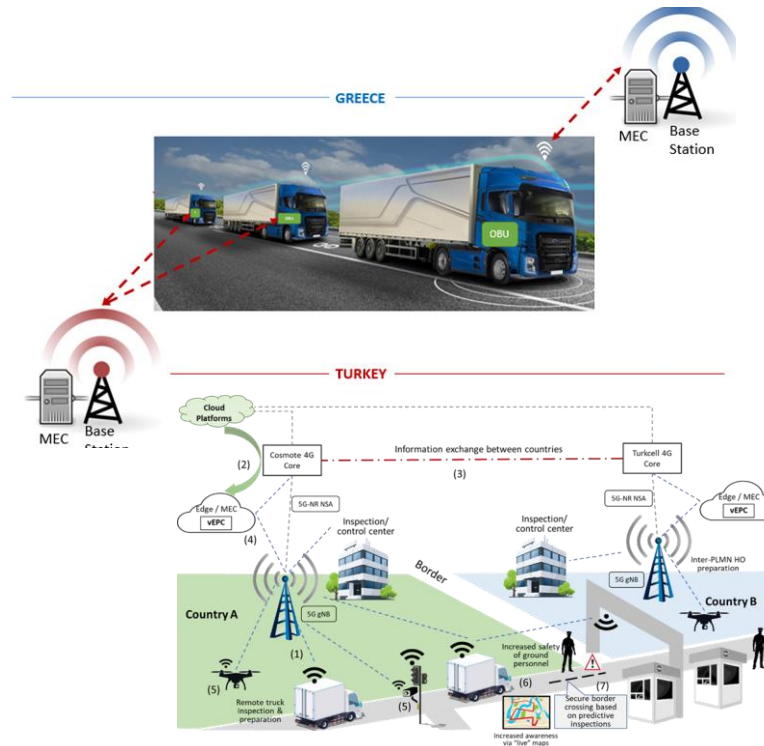 GREECE
MEC
Base
Station
OBU
OBU
MEC
Base
Station
TURKEY
Cloud
Platforms
(2)
Cosmote 4G
Core
Information exchange between countries
(3)
Turkcell 4G
Core
Edge / MEC
vEPC
(4)
5G-NR NSA
Inspection/
control center
Inspection/
control center
5G-NR NSA
Edge / MEC
vEPC
Inter-PLMN HO
preparation
Border
5G gNB
5G gNB
Country A
Country B
(1)
(5)
(5)
Remote truck
inspection &
preparation
Increased safety
of ground
personnel
(6)
(7)
Secure border
crossing based
on predictive
inspections
Increased awareness
via "live" maps